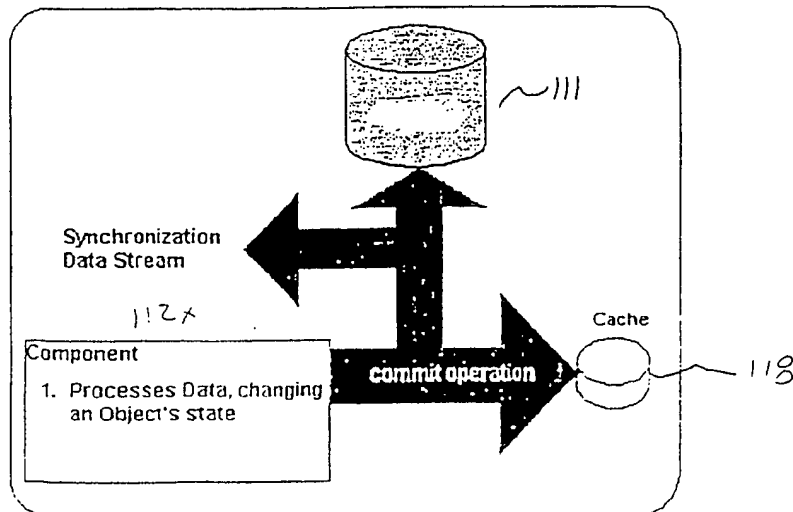 111
Synchronization
Data Stream
112x
Component
1. Processes Data, changing
an Object's state
commit operation
Cache
118